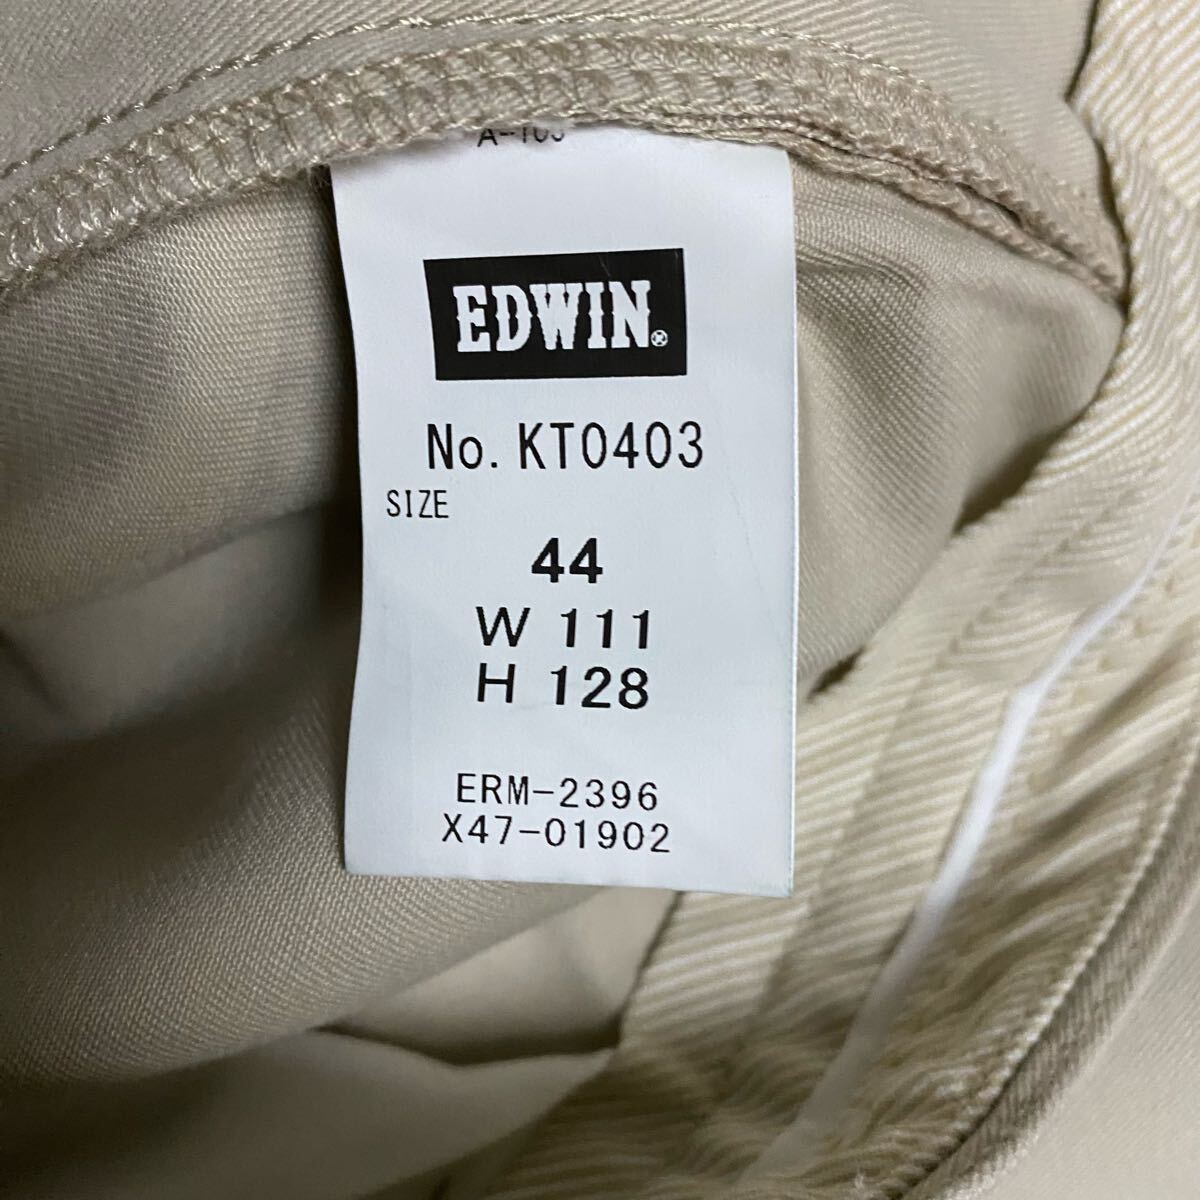 EDWIN®
No. KT0403
SIZE
44
W 111
H 128
ERM-2396
X47-01902